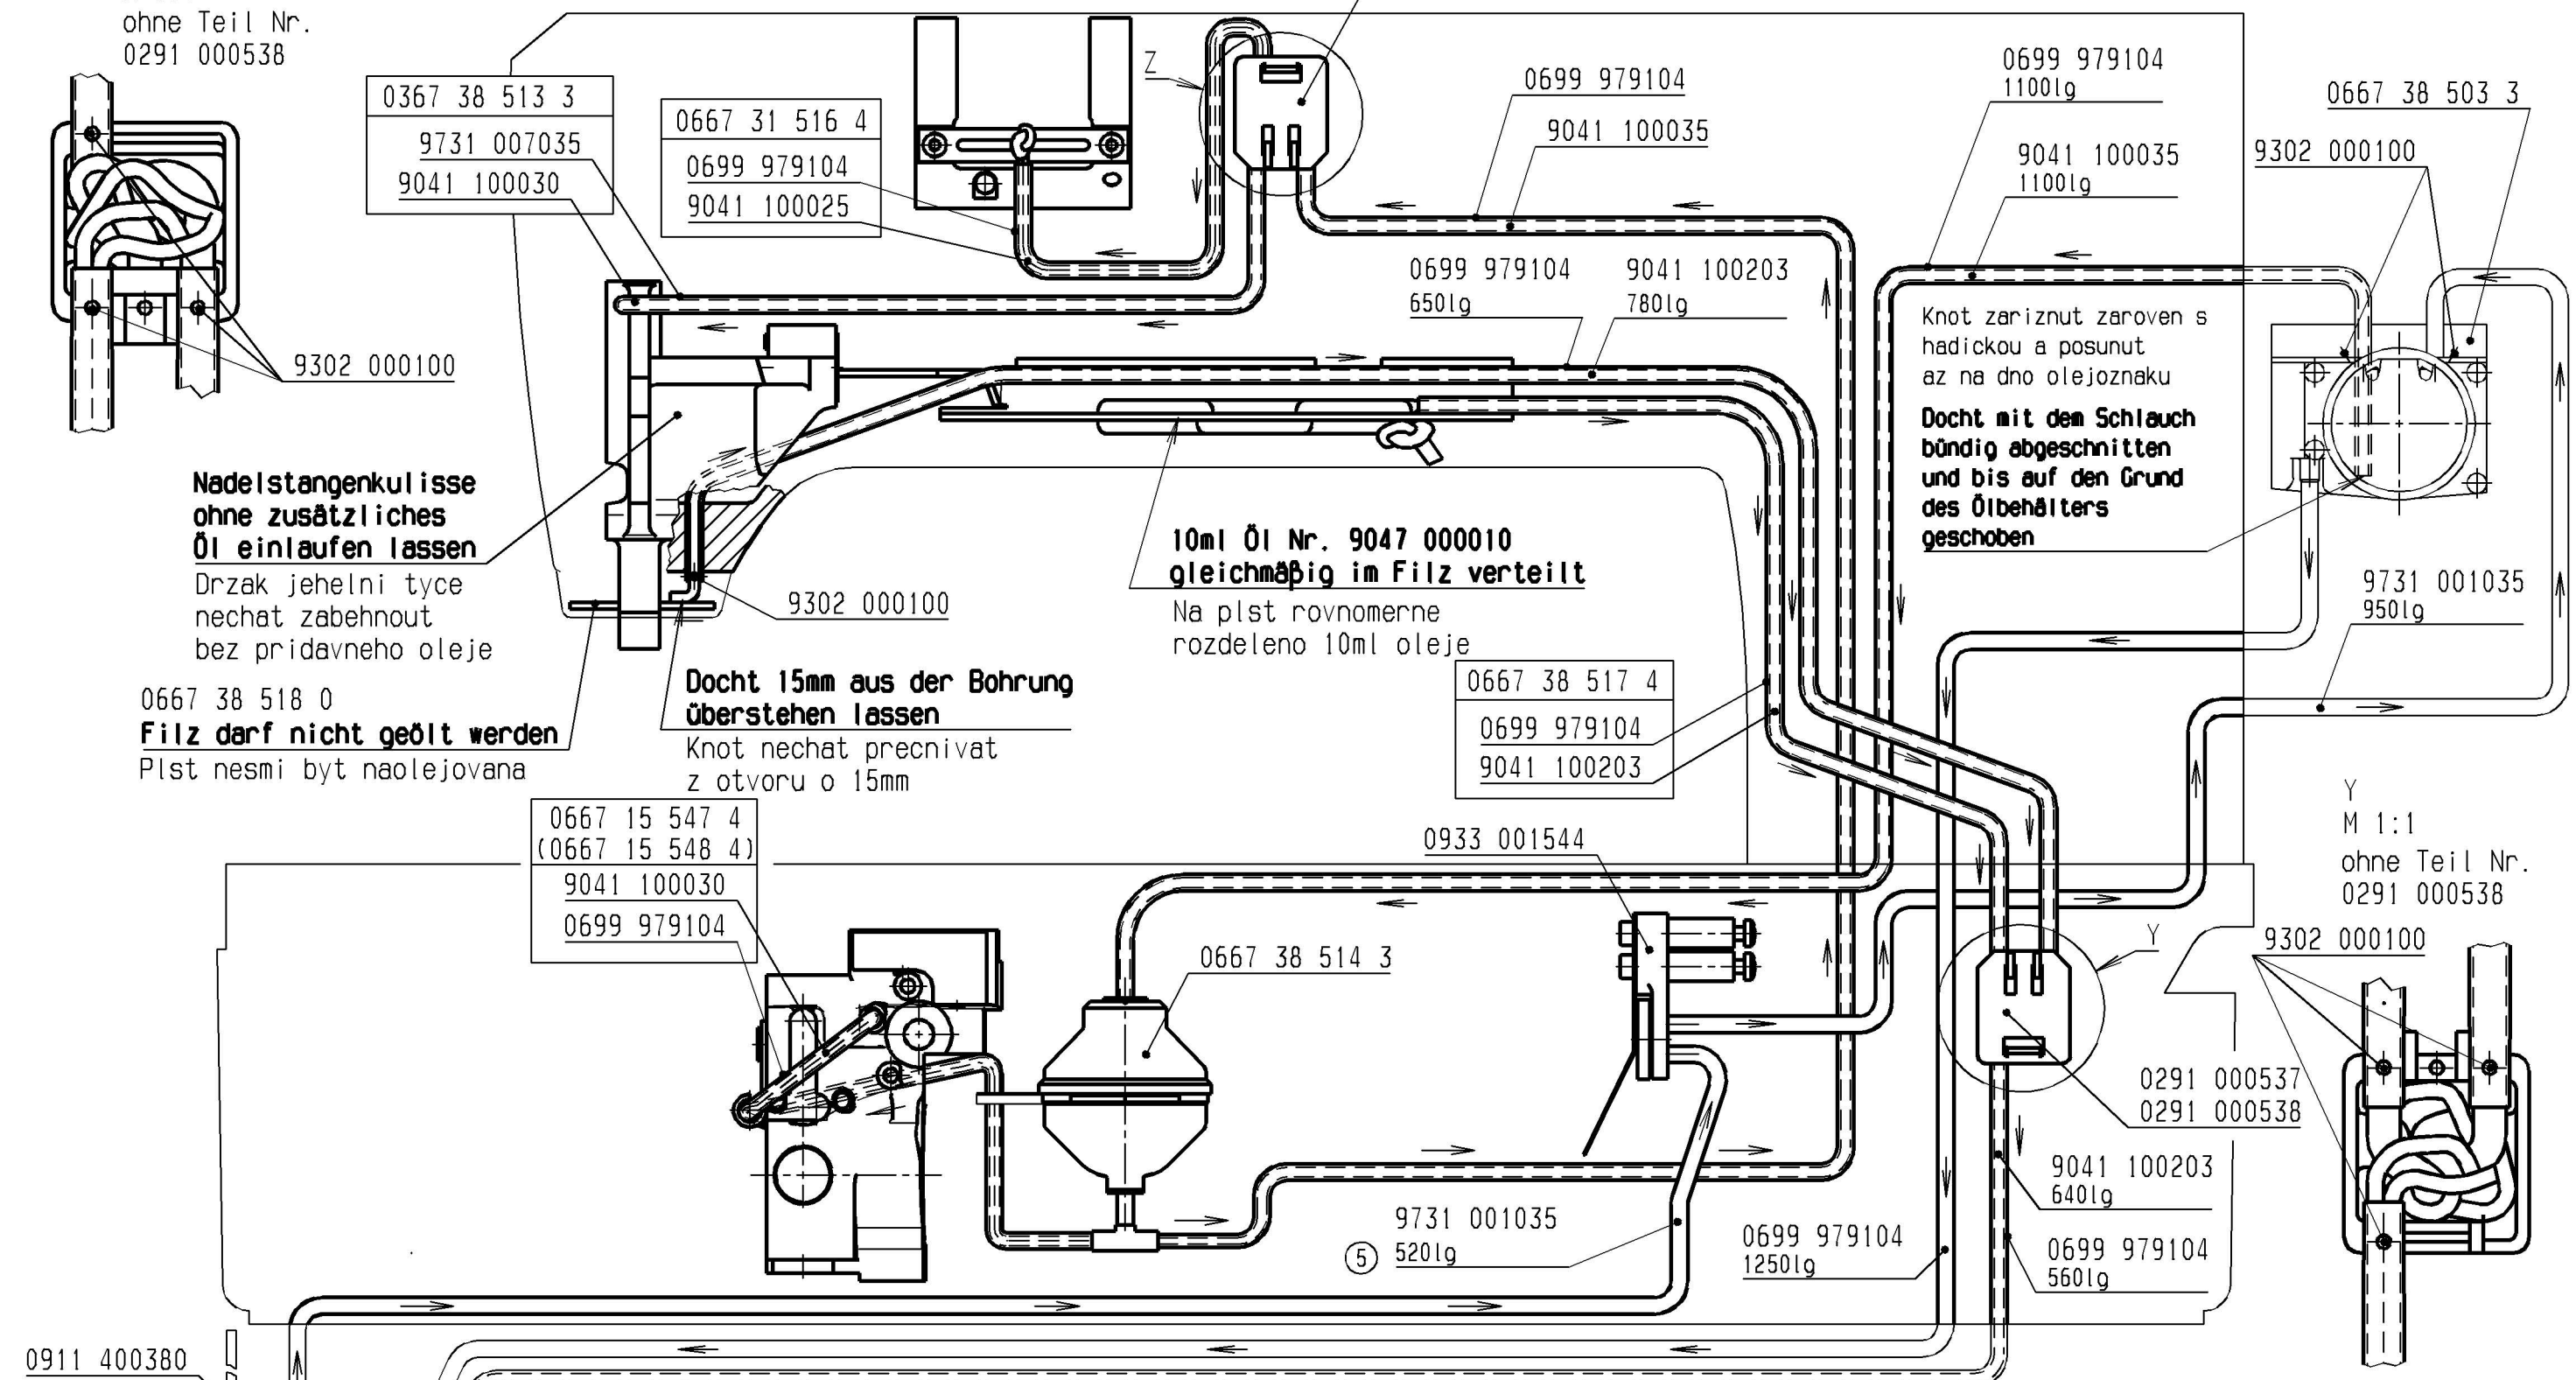 ohne Teil Nr.
0291 000538
9302 000100
0367 38 513 3
9731 007035
9041 100030
0667 31 516 4
0699 979104
9041 100025
Z
0699 979104
9041 100035
0699 979104
1100lg
9041 100035
1100lg
0667 38 503 3
9302 000100
0699 979104
650lg
9041 100203
780lg
Knot zariznut zaroven s
hadickou a posunut
az na dno olejoznaku
Docht mit dem Schlauch
bündig abgeschnitten
und bis auf den Grund
des Ölbehälters
geschoben
Nadelstangenkulisse
ohne zusätzliches
Öl einlaufen lassen
Drzak jehelni tyce
nechat zabehnout
bez pridavneho oleje
9302 000100
10ml Öl Nr. 9047 000010
gleichmäßig im Filz verteilt
Na plst rovnomerne
rozdeleno 10ml oleje
9731 001035
950lg
0667 38 518 0
Filz darf nicht geölt werden
Plst nesmi byt naolejovana
Docht 15mm aus der Bohrung
überstehen lassen
Knot nechat precnivat
z otvoru o 15mm
0667 38 517 4
0699 979104
9041 100203
0667 15 547 4
(0667 15 548 4)
9041 100030
0699 979104
0667 38 514 3
0933 001544
Y
Y
M 1:1
ohne Teil Nr.
0291 000538
9302 000100
0291 000537
0291 000538
9041 100203
640lg
0699 979104
560lg
9731 001035
5 520lg
0699 979104
1250lg
0911 400380